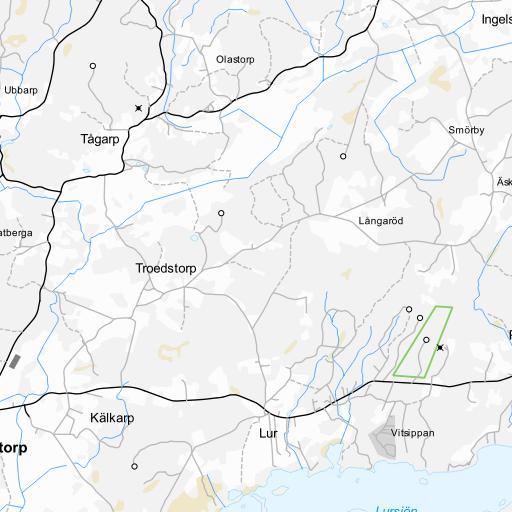 Ingels
Olastorp
Ubbarp
Smörby
Tågarp
Äsk
Långaröd
atberga
Troedstorp
Kälkarp
Lur
Vitsippan
torp
Lursjön